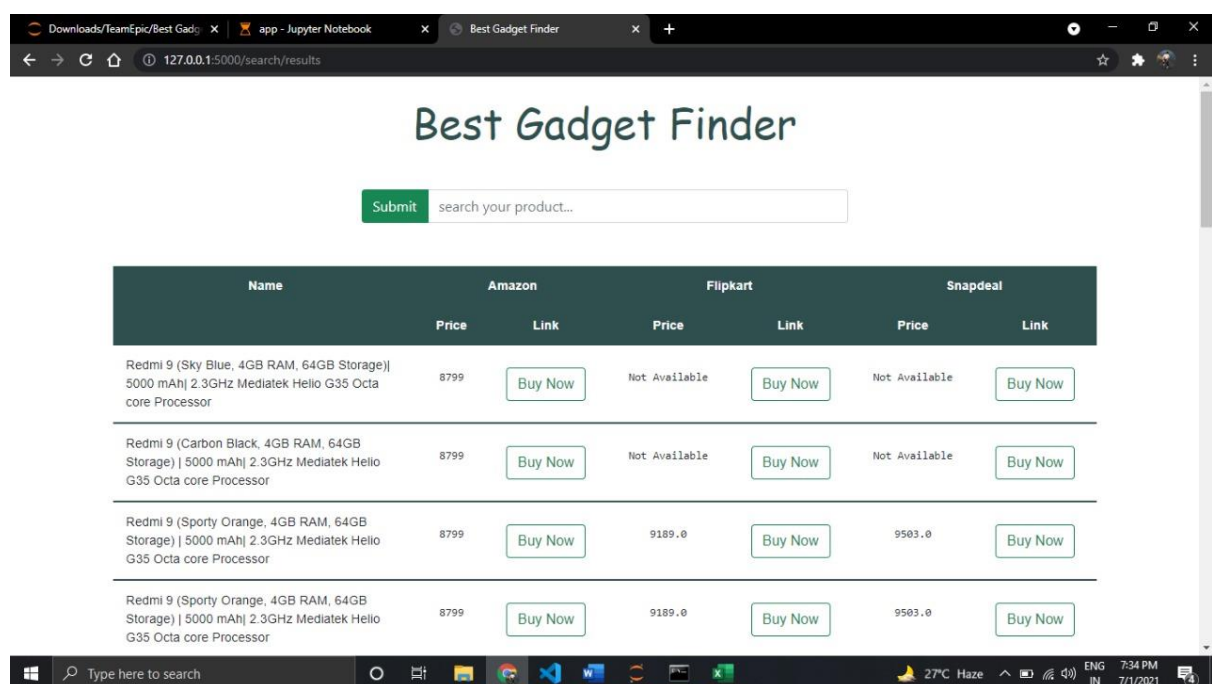 Downloads/TeamEpic/Best Gadg
app - Jupyter Notebook
Best Gadget Finder
127.0.0.1:5000/search/results
Best Gadget Finder
Submit search your product...
Name Amazon Flipkart Snapdeal
Price Link Price Link Price Link
Redmi 9 (Sky Blue, 4GB RAM, 64GB Storage)|
5000 mAh| 2.3GHz Mediatek Helio G35 Octa
core Processor
8799 Buy Now Not Available Buy Now Not Available Buy Now
Redmi 9 (Carbon Black, 4GB RAM, 64GB
Storage) | 5000 mAh| 2.3GHz Mediatek Helio
G35 Octa core Processor
8799 Buy Now Not Available Buy Now Not Available Buy Now
Redmi 9 (Sporty Orange, 4GB RAM, 64GB
Storage) | 5000 mAh| 2.3GHz Mediatek Helio
G35 Octa core Processor
8799 Buy Now 9189.0 Buy Now 9503.0 Buy Now
Redmi 9 (Sporty Orange, 4GB RAM, 64GB
Storage) | 5000 mAh| 2.3GHz Mediatek Helio
G35 Octa core Processor
8799 Buy Now 9189.0 Buy Now 9503.0 Buy Now
Type here to search
27°C Haze
ENG
IN
7:34 PM
7/1/2021
4